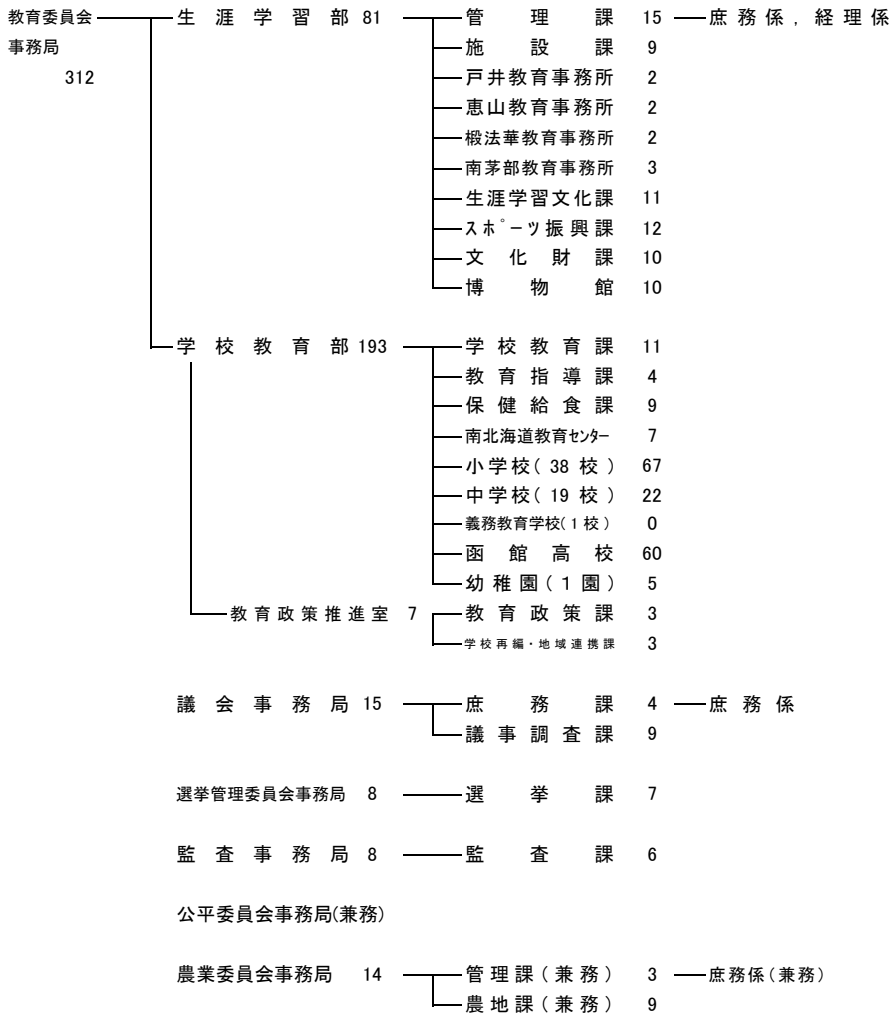 教育委員会 生涯学習部 81 管理課 15 庶務係，経理係
事務局 施設課 9
312 戸井教育事務所 2
恵山教育事務所 2
椴法華教育事務所 2
南茅部教育事務所 3
生涯学習文化課 11
スポーツ振興課 12
文化財課 10
博物館 10
学校教育部 193 学校教育課 11
教育指導課 4
保健給食課 9
南北海道教育センター 7
小学校(38校) 67
中学校(19校) 22
義務教育学校(1校) 0
函館高校 60
幼稚園(1園) 5
教育政策推進室 7 教育政策課 3
学校再編・地域連携課 3
議会事務局 15 庶務課 4 庶務係
議事調査課 9
選挙管理委員会事務局 8 選挙課 7
監査事務局 8 監査課 6
公平委員会事務局(兼務)
農業委員会事務局 14 管理課(兼務) 3 庶務係(兼務)
農地課(兼務) 9